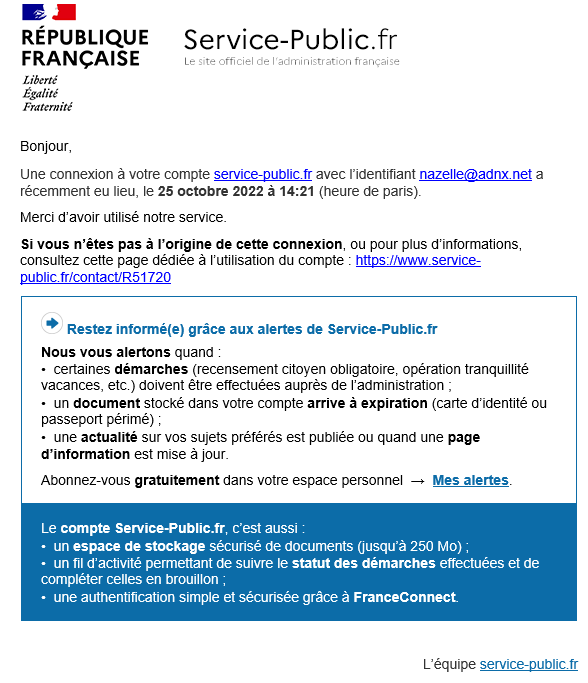 RÉPUBLIQUE
FRANÇAISE
Liberté
Égalité
Fraternité
Service-Public.fr
Le site officiel de l'administration française
Bonjour,
Une connexion à votre compte service-public.fr avec l'identifiant nazelle@adnx.net a
récemment eu lieu, le 25 octobre 2022 à 14:21 (heure de paris).
Merci d'avoir utilisé notre service.
Si vous n'êtes pas à l'origine de cette connexion, ou pour plus d'informations,
consultez cette page dédiée à l'utilisation du compte : https://www.service-
public.fr/contact/R51720
Restez informé(e) grâce aux alertes de Service-Public.fr
Nous vous alertons quand :
• certaines démarches (recensement citoyen obligatoire, opération tranquillité
vacances, etc.) doivent être effectuées auprès de l'administration ;
• un document stocké dans votre compte arrive à expiration (carte d'identité ou
passeport périmé) ;
• une actualité sur vos sujets préférés est publiée ou quand une page
d'information est mise à jour.
Abonnez-vous gratuitement dans votre espace personnel → Mes alertes.
Le compte Service-Public.fr, c'est aussi :
• un espace de stockage sécurisé de documents (jusqu'à 250 Mo) ;
• un fil d'activité permettant de suivre le statut des démarches effectuées et de
compléter celles en brouillon ;
• une authentification simple et sécurisée grâce à FranceConnect.
L'équipe service-public.fr